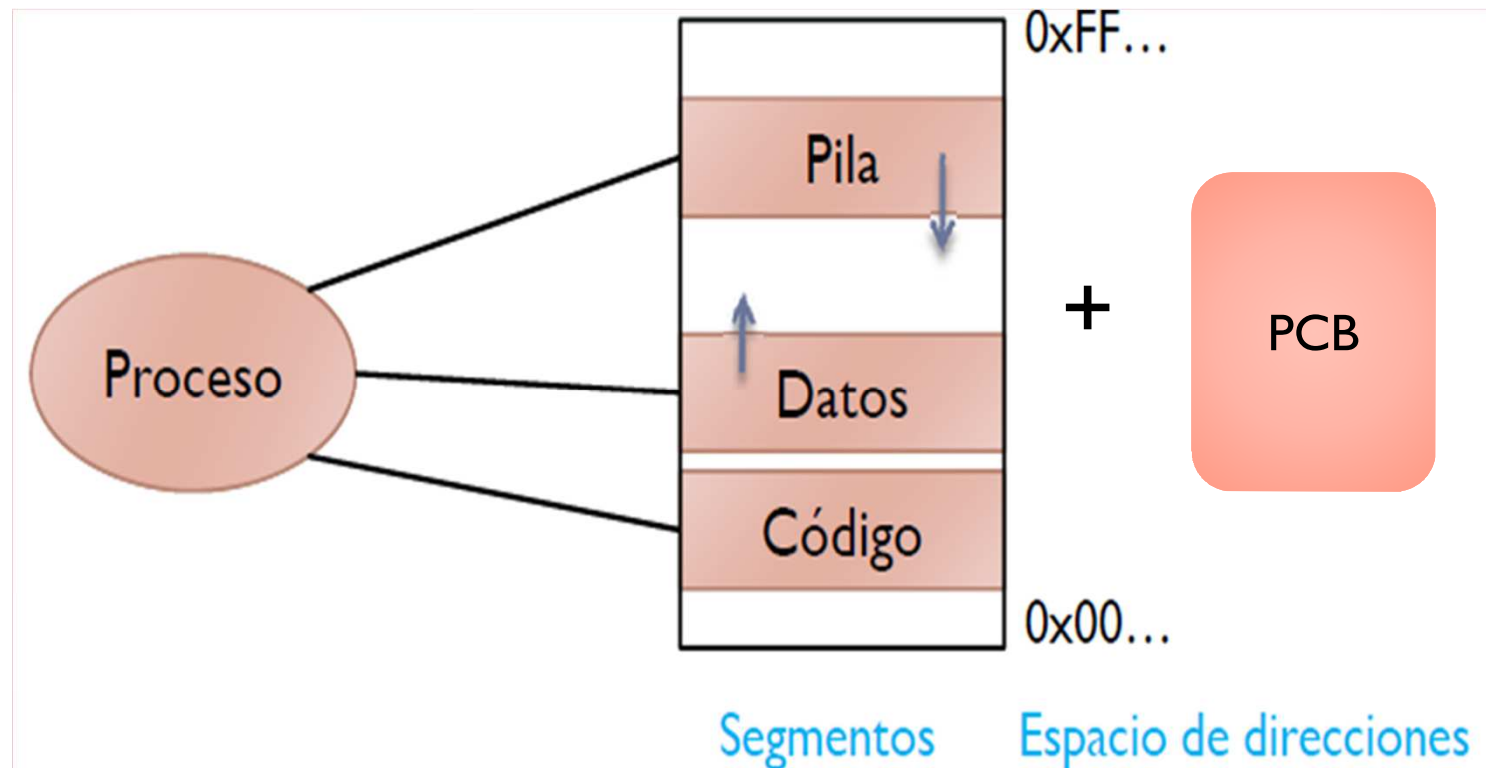 0xFF...
Pila
Proceso
Datos
Código
+
PCB
0x00...
Segmentos
Espacio de direcciones